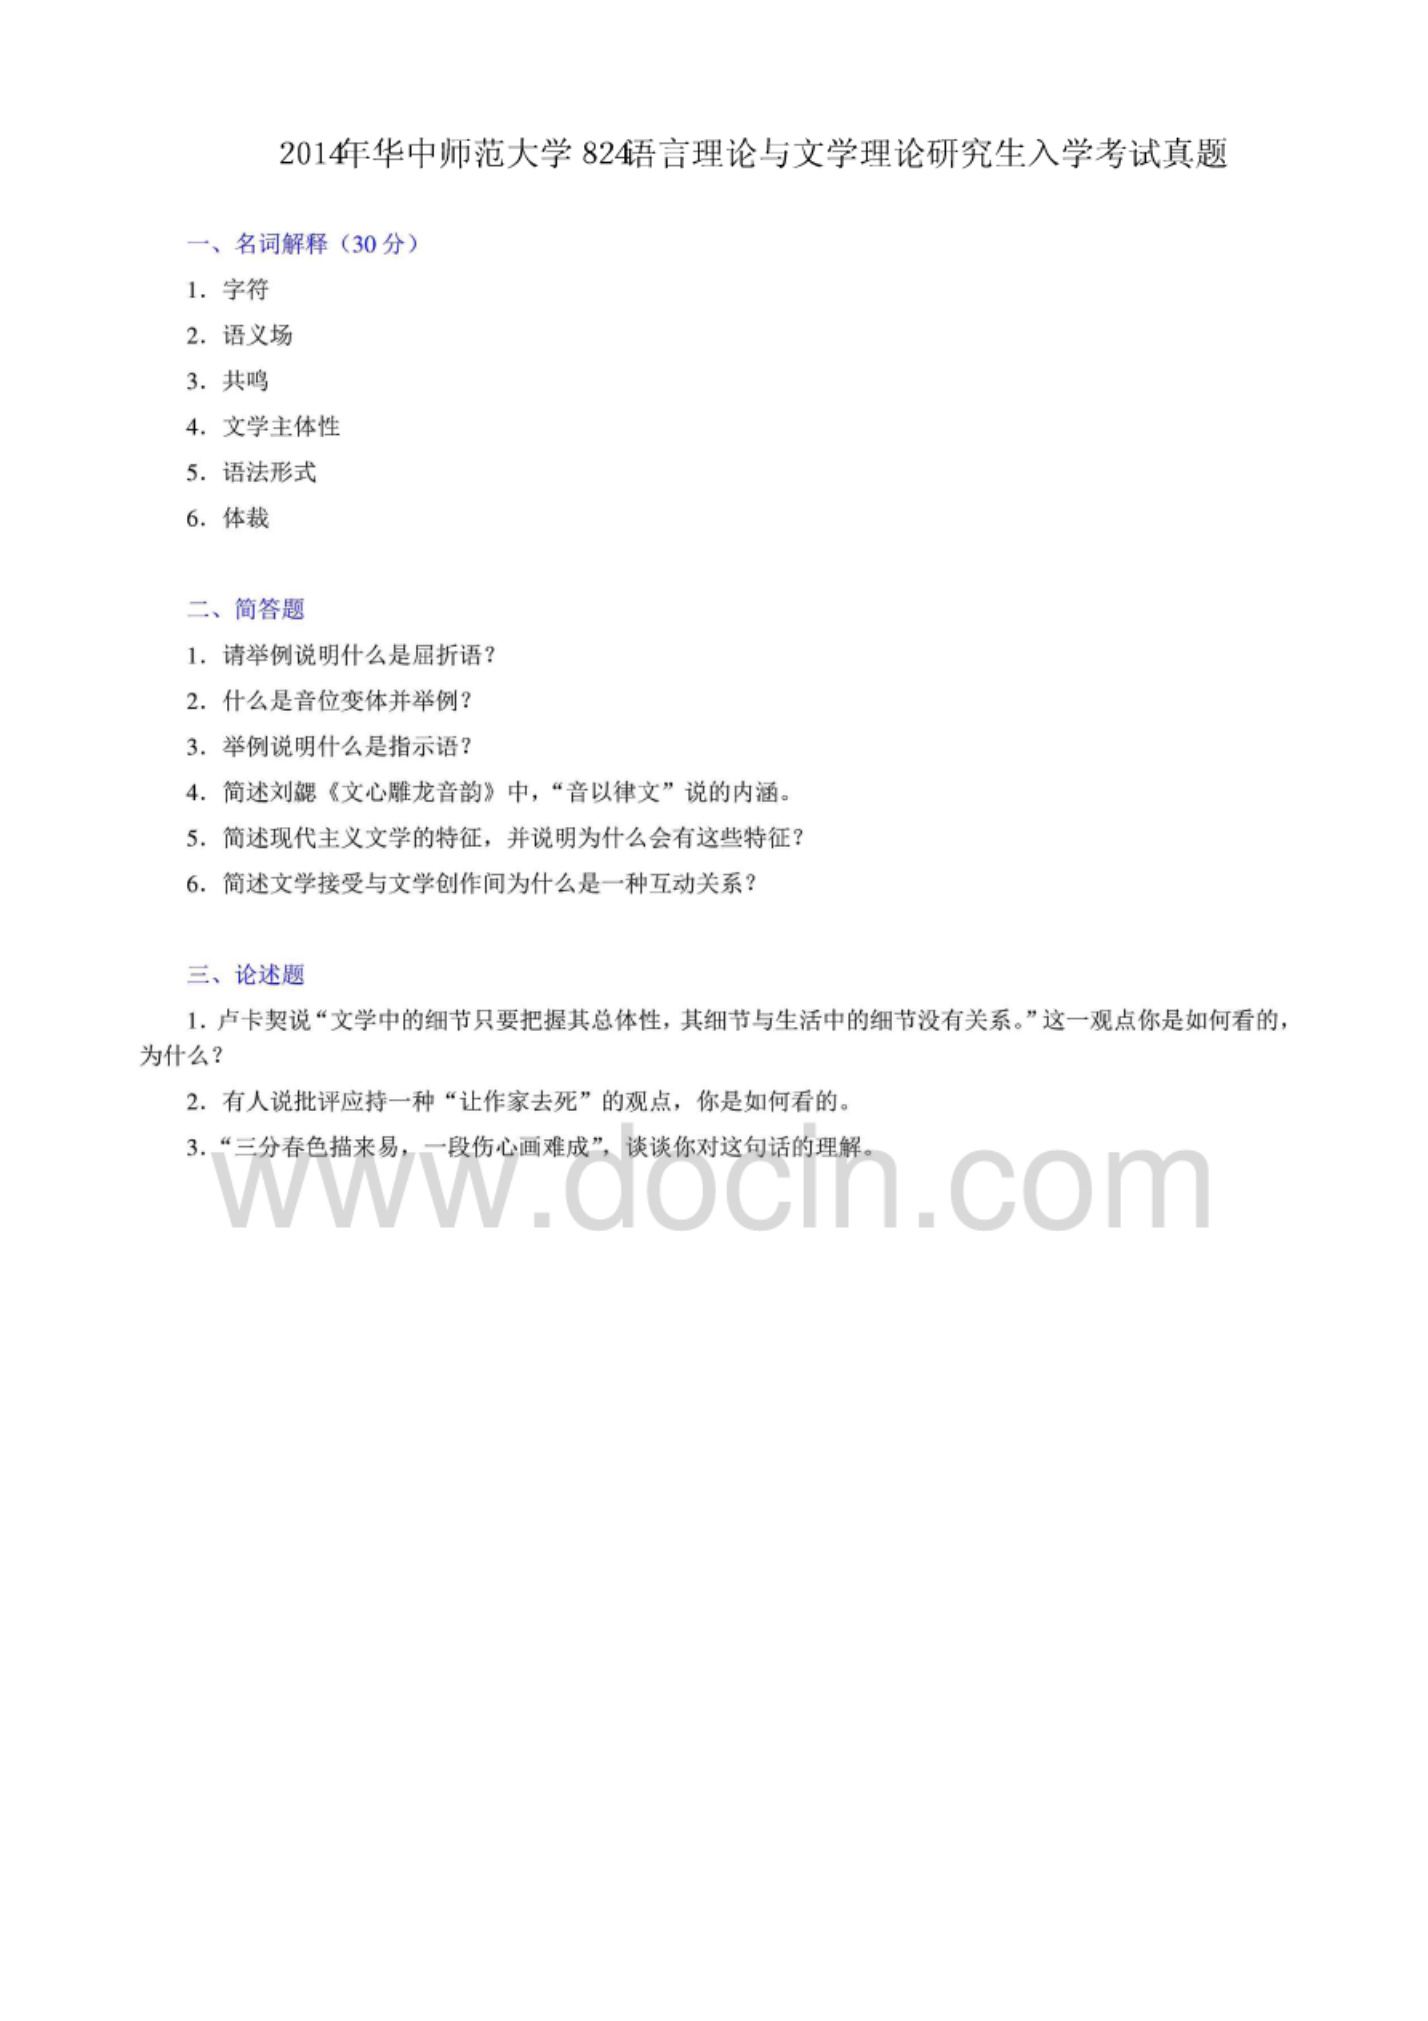 2014年华中师范大学 824语言理论与文学理论研究生入学考试真题
一、名词解释（30 分）
1．字符
2．语义场
3．共鸣
4．文学主体性
5．语法形式
6．体裁
二、简答题
1．请举例说明什么是屈折语？
2．什么是音位变体并举例？
3．举例说明什么是指示语？
4．简述刘勰《文心雕龙音韵》中，“音以律文”说的内涵。
5．简述现代主义文学的特征，并说明为什么会有这些特征？
6．简述文学接受与文学创作间为什么是一种互动关系？
三、论述题
1．卢卡契说“文学中的细节只要把握其总体性，其细节与生活中的细节没有关系。”这一观点你是如何看的，
为什么？
2．有人说批评应持一种“让作家去死”的观点，你是如何看的。
3．“三分春色描来易，一段伤心画难成”，谈谈你对这句话的理解。
www.docin.com